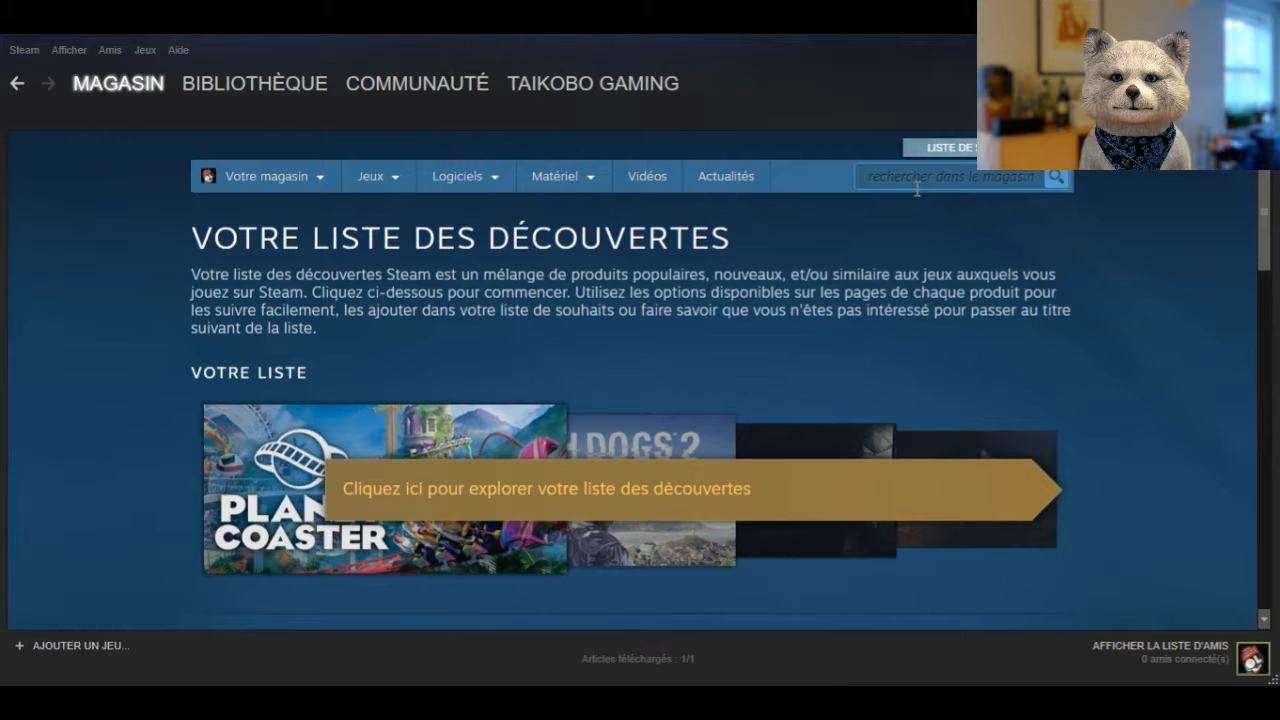 Steam Afficher Amis Jeux Aide
MAGASIN BIBLIOTHÈQUE COMMUNAUTÉ TAIKOBO GAMING
LISTE DE
Votre magasin Jeux Logiciels Matériel Vidéos Actualités rechercher dans le magasin
VOTRE LISTE DES DÉCOUVERTES
Votre liste des découvertes Steam est un mélange de produits populaires, nouveaux, et/ou similaire aux jeux auxquels vous
jouez sur Steam. Cliquez ci-dessous pour commencer. Utilisez les options disponibles sur les pages de chaque produit pour
les suivre facilement, les ajouter dans votre liste de souhaits ou faire savoir que vous n'êtes pas intéressé pour passer au titre
suivant de la liste.
VOTRE LISTE
DOGS 2
Cliquez ici pour explorer votre liste des découvertes
PLAN
COASTER
+ AJOUTER UN JEU...
Articles téléchargés : 1/1
AFFICHER LA LISTE D'AMIS
0 amis connecté(s)